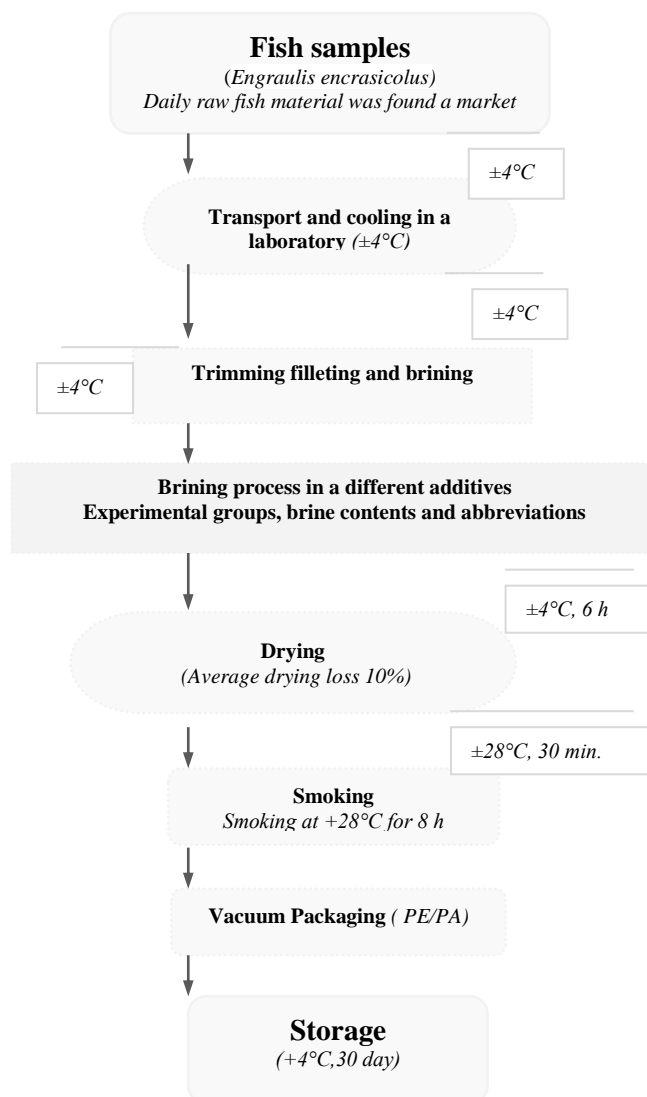 Fish samples
(Engraulis encrasicolus)
Daily raw fish material was found a market
±4°C
Transport and cooling in a
laboratory (±4°C)
±4°C
Trimming filleting and brining
±4°C
Brining process in a different additives
Experimental groups, brine contents and abbreviations
±4°C, 6 h
Drying
(Average drying loss 10%)
±28°C, 30 min.
Smoking
Smoking at +28°C for 8 h
Vacuum Packaging ( PE/PA)
Storage
(+4°C,30 day)